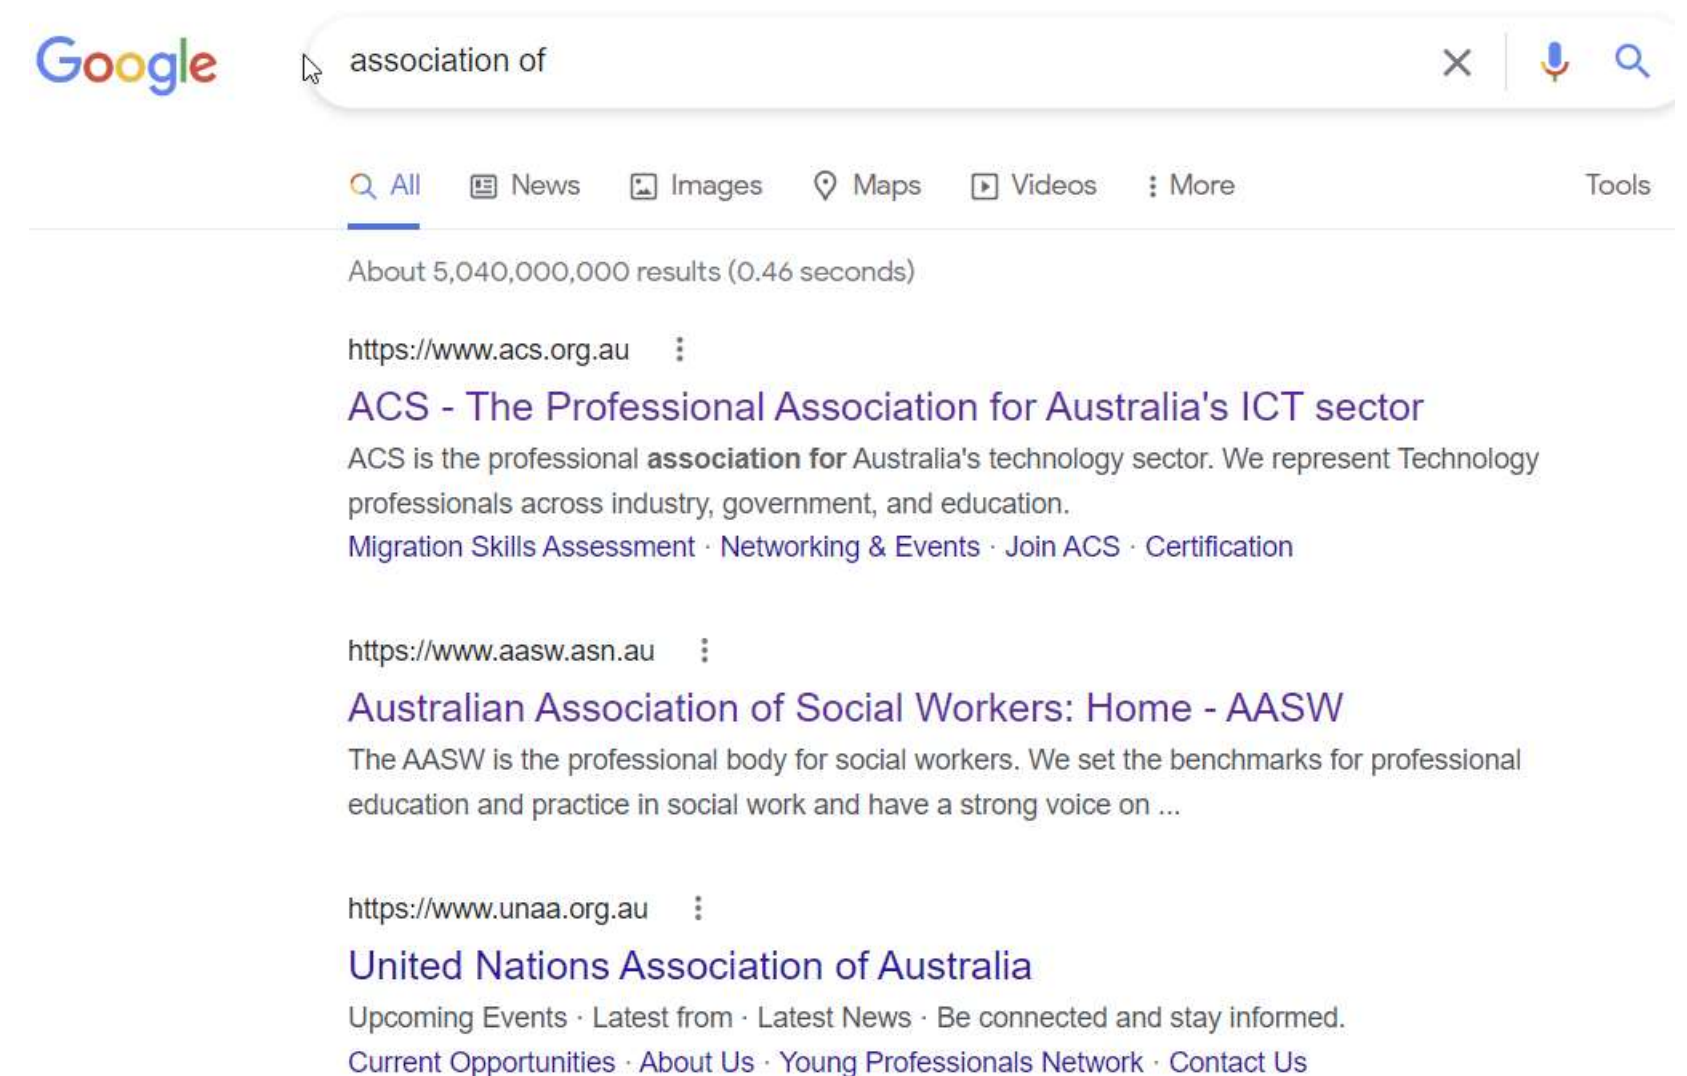 Google
association of
All News Images Maps Videos More Tools
About 5,040,000,000 results (0.46 seconds)
https://www.acs.org.au
ACS - The Professional Association for Australia's ICT sector
ACS is the professional association for Australia's technology sector. We represent Technology
professionals across industry, government, and education.
Migration Skills Assessment · Networking & Events · Join ACS · Certification
https://www.aasw.asn.au
Australian Association of Social Workers: Home - AASW
The AASW is the professional body for social workers. We set the benchmarks for professional
education and practice in social work and have a strong voice on ...
https://www.unaa.org.au
United Nations Association of Australia
Upcoming Events · Latest from · Latest News · Be connected and stay informed.
Current Opportunities · About Us · Young Professionals Network · Contact Us